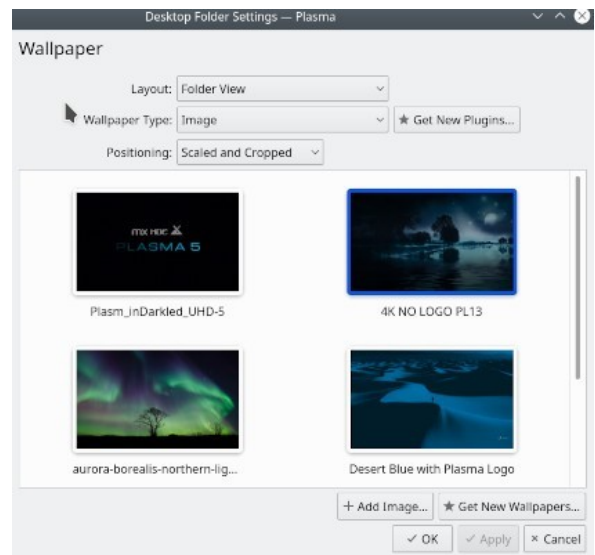 Desktop Folder Settings — Plasma
Wallpaper
Layout: Folder View
Wallpaper Type: Image ★ Get New Plugins...
Positioning: Scaled and Cropped
MX HDE X
PLASMA 5
Plasm_inDarkled_UHD-5 4K NO LOGO PL13
aurora-borealis-northern-lig... Desert Blue with Plasma Logo
+ Add Image... ★ Get New Wallpapers...
✓ OK ✓ Apply × Cancel